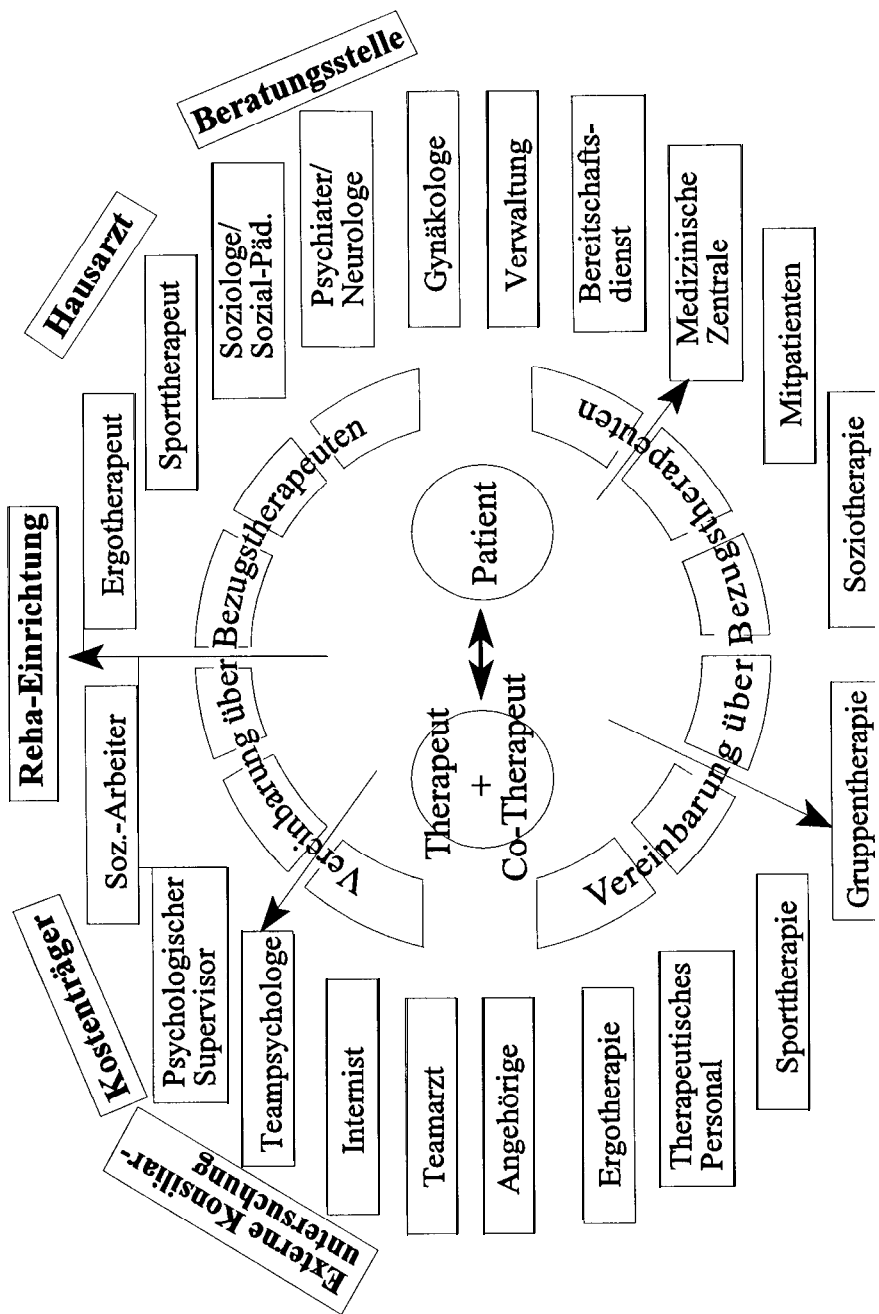 Reha-Einrichtung
Kostenträger
Hausarzt
Externe Konsiliar-
untersuchung
Beratungsstelle
Soz.-Arbeiter
Ergotherapeut
Psychologischer
Supervisor
Sporttherapeut
Teampsychologe
Soziologe/
Sozial-Päd.
Internist
Psychiater/
Neurologe
Teamarzt
Gynäkologe
Angehörige
Verwaltung
Ergotherapie
Bereitschafts-
dienst
Therapeutisches
Personal
Medizinische
Zentrale
Sporttherapie
Mitpatienten
Gruppentherapie
Soziotherapie
Vereinbarung über Bezugstherapeuten
Therapeut
+
Co-Therapeut
Patient
Vereinbarung über Bezugstherapeuten